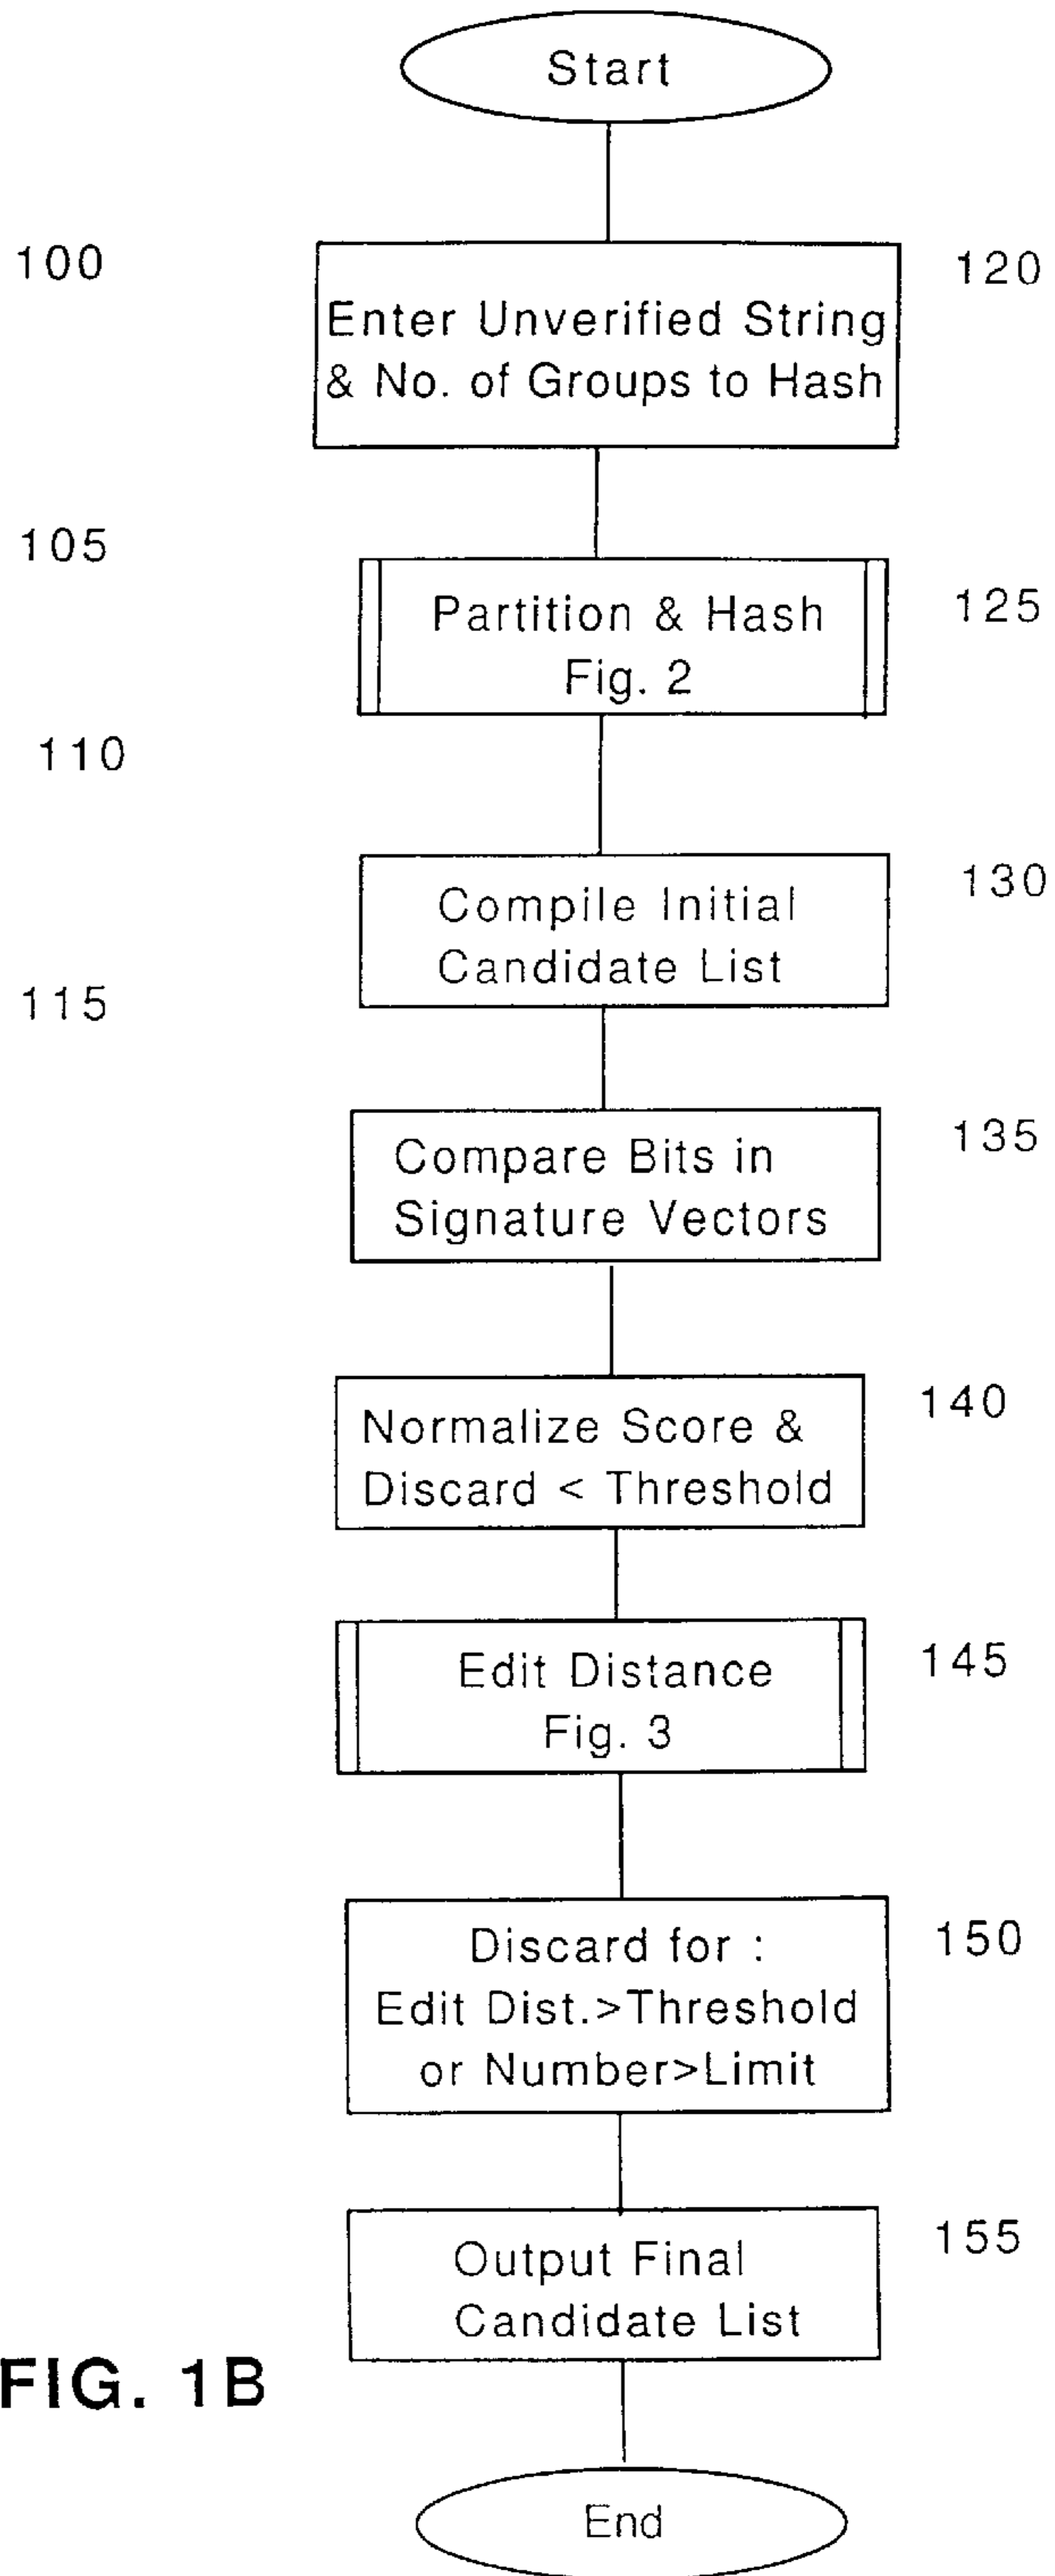 Start
100
Enter Unverified String
& No. of Groups to Hash
120
105
Partition & Hash
Fig. 2
125
110
Compile Initial
Candidate List
130
115
Compare Bits in
Signature Vectors
135
Normalize Score &
Discard < Threshold
140
Edit Distance
Fig. 3
145
Discard for :
Edit Dist.>Threshold
or Number>Limit
150
Output Final
Candidate List
155
FIG. 1B
End